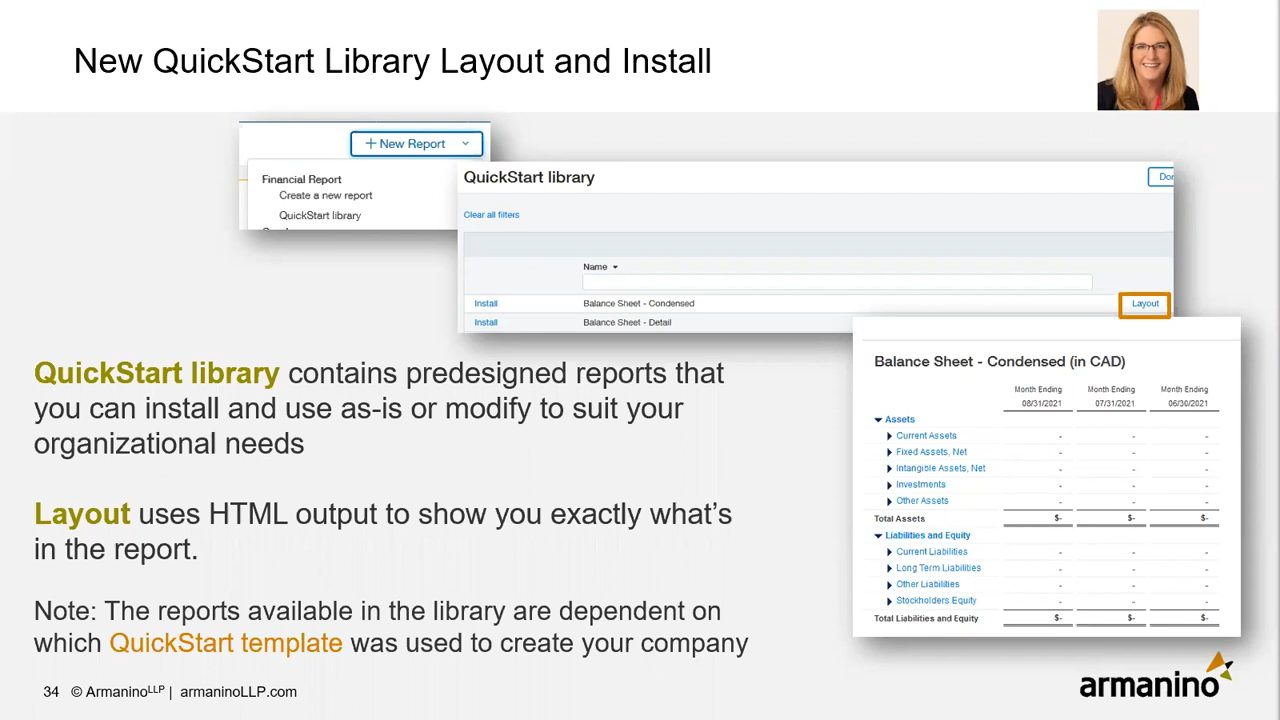 New QuickStart Library Layout and Install
+ New Report
Financial Report
Create a new report
QuickStart library
QuickStart library
Clear all filters
Name
Install Balance Sheet - Condensed Layout
Install Balance Sheet - Detail
Balance Sheet - Condensed (in CAD)
Month Ending Month Ending Month Ending
08/31/2021 07/31/2021 06/30/2021
Assets
Current Assets - - -
Fixed Assets, Net - - -
Intangible Assets, Net - - -
Investments - - -
Other Assets - - -
Total Assets $- $- $-
Liabilities and Equity
Current Liabilities - - -
Long Term Liabilities - - -
Other Liabilities - - -
Stockholders Equity - - -
Total Liabilities and Equity $- $- $-
QuickStart library contains predesigned reports that
you can install and use as-is or modify to suit your
organizational needs
Layout uses HTML output to show you exactly what’s
in the report.
Note: The reports available in the library are dependent on
which QuickStart template was used to create your company
34 © ArmaninoLLP | armaninoLLP.com
armanino